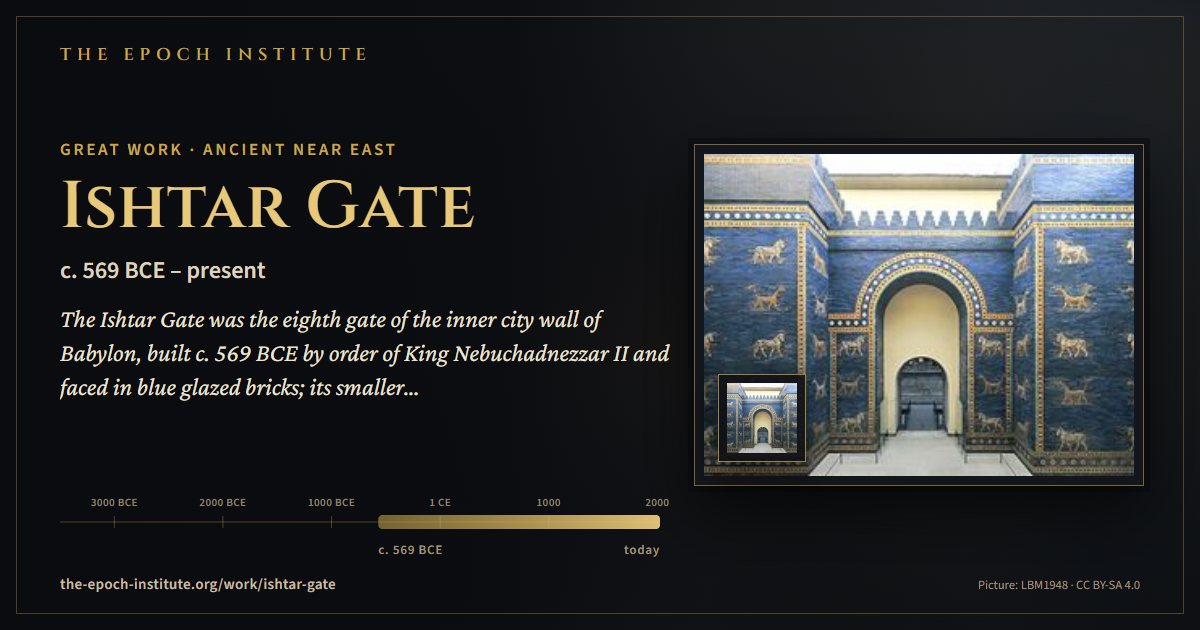 THE EPOCH INSTITUTE
GREAT WORK · ANCIENT NEAR EAST
ISHTAR GATE
c. 569 BCE – present
The Ishtar Gate was the eighth gate of the inner city wall of
Babylon, built c. 569 BCE by order of King Nebuchadnezzar II and
faced in blue glazed bricks; its smaller...
3000 BCE 2000 BCE 1000 BCE 1 CE 1000 2000
c. 569 BCE today
the-epoch-institute.org/work/ishtar-gate
Picture: LBM1948 · CC BY-SA 4.0